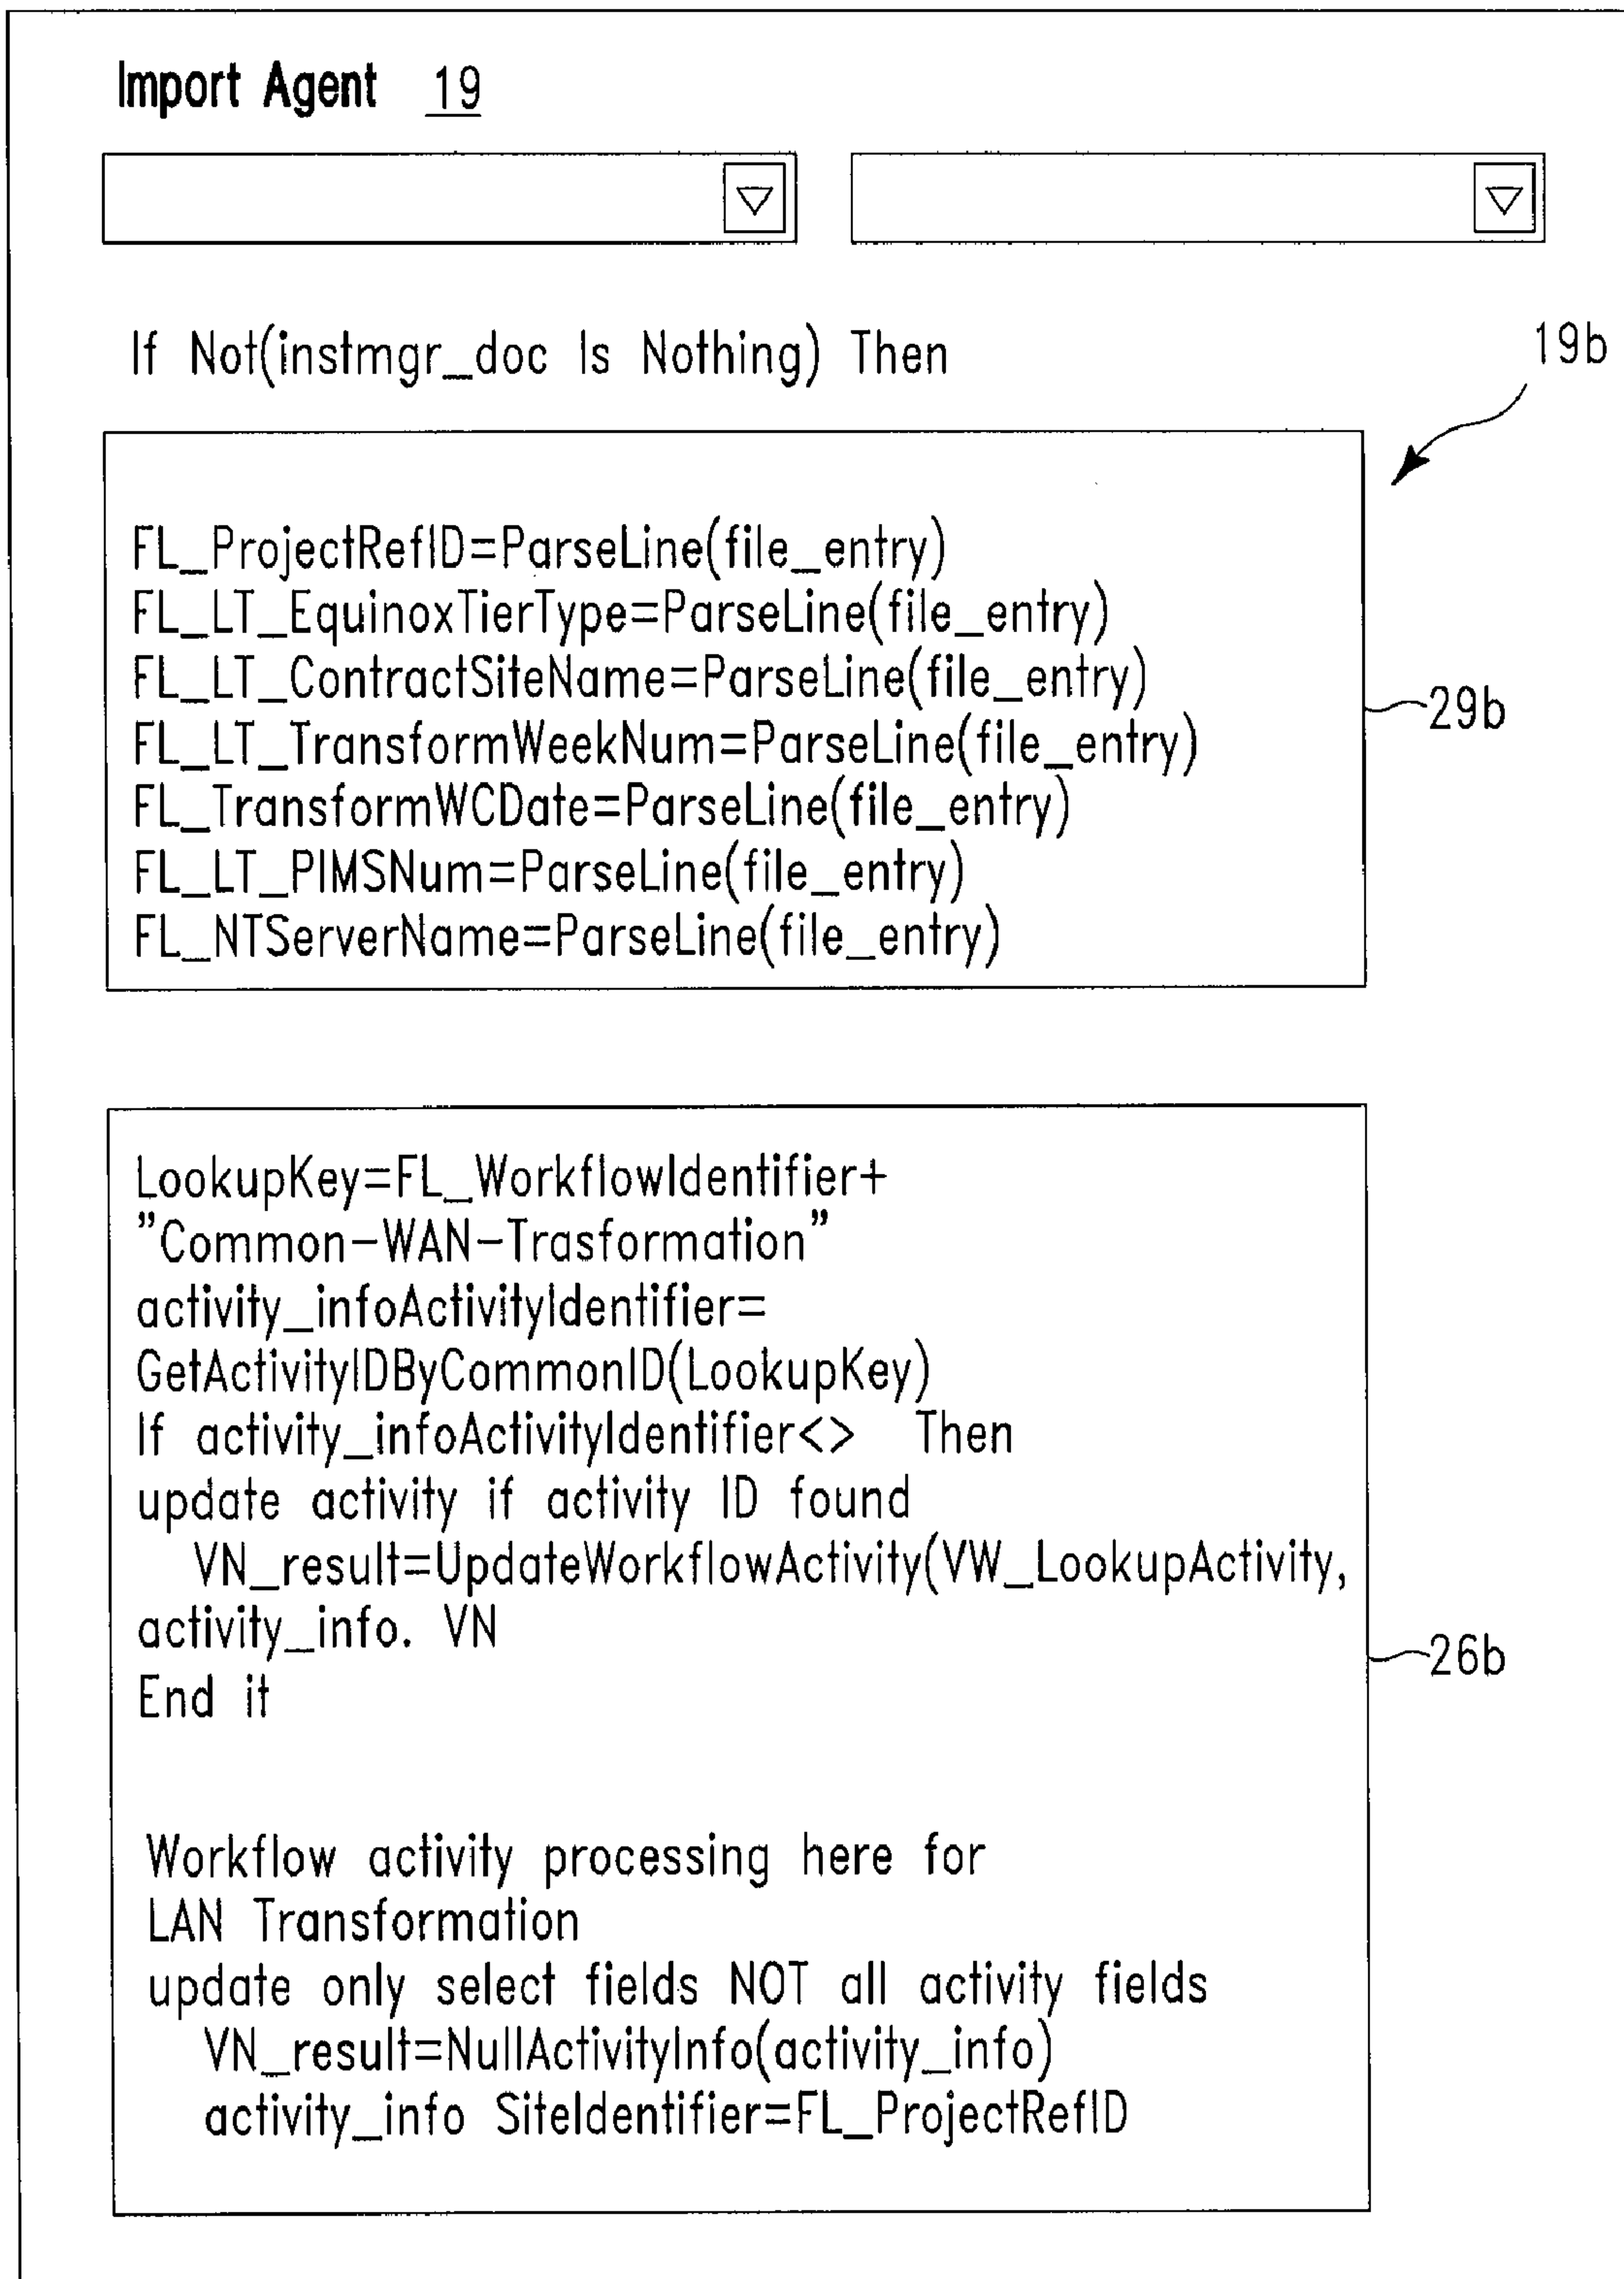 Import Agent 19
If Not(instmgr_doc Is Nothing) Then
19b
FL_ProjectRefID=ParseLine(file_entry)
FL_LT_EquinoxTierType=ParseLine(file_entry)
FL_LT_ContractSiteName=ParseLine(file_entry)
FL_LT_TransformWeekNum=ParseLine(file_entry)
FL_TransformWCDate=ParseLine(file_entry)
FL_LT_PIMSNum=ParseLine(file_entry)
FL_NTServerName=ParseLine(file_entry)
29b
LookupKey=FL_WorkflowIdentifier+
"Common-WAN-Trasformation"
activity_infoActivityIdentifier=
GetActivityIDByCommonID(LookupKey)
If activity_infoActivityIdentifier<> Then
update activity if activity ID found
VN_result=UpdateWorkflowActivity(VW_LookupActivity,
activity_info. VN
End it
26b
Workflow activity processing here for
LAN Transformation
update only select fields NOT all activity fields
VN_result=NullActivityInfo(activity_info)
activity_info SiteIdentifier=FL_ProjectRefID